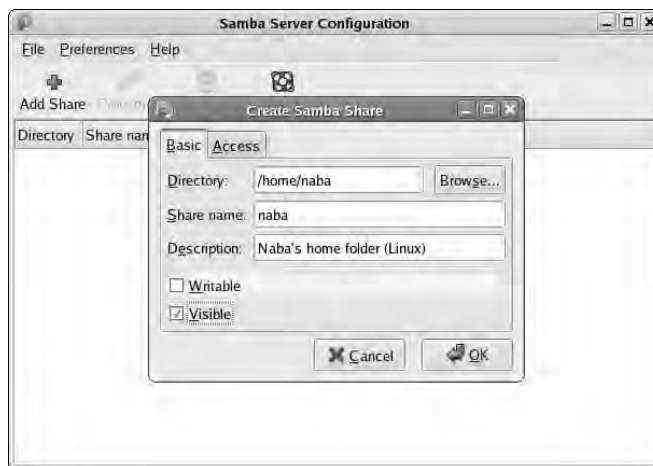 Samba Server Configuration
File Preferences Help
Add Share
Directory Share nam
Create Samba Share
Basic Access
Directory: /home/naba Browse...
Share name: naba
Description: Naba's home folder (Linux)
Writable
Visible
Cancel OK